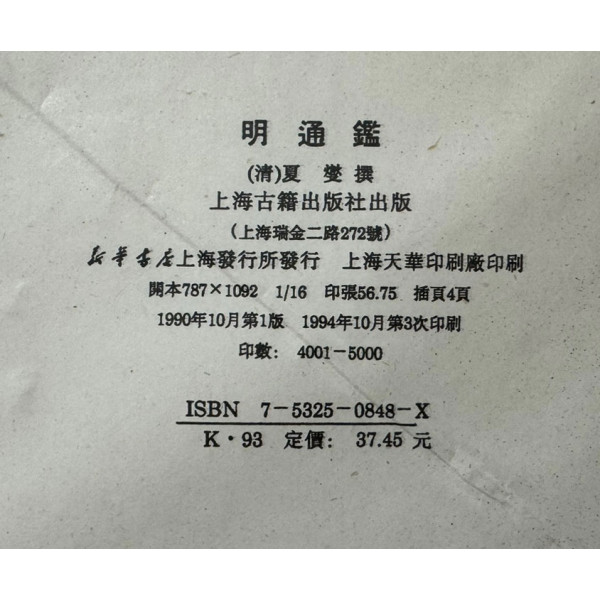 明通鑑
(清)夏 燮 撰
上海古籍出版社出版
(上海瑞金二路272號)
新华书店上海發行所發行 上海天華印刷廠印刷
開本787×1092 1/16 印張56.75 插頁4頁
1990年10月第1版 1994年10月第3次印刷
印數: 4001-5000
ISBN 7-5325-0848-X
K·93 定價: 37.45 元